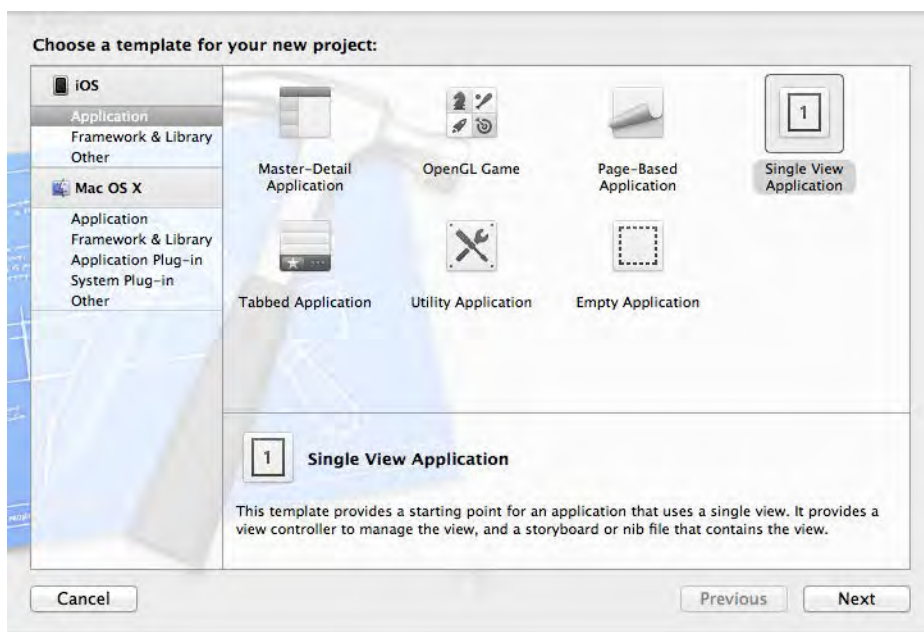 Choose a template for your new project:
iOS
Application
Framework & Library
Other
Mac OS X
Application
Framework & Library
Application Plug-in
System Plug-in
Other
Master-Detail
Application
OpenGL Game
Page-Based
Application
1
Single View
Application
Tabbed Application
Utility Application
Empty Application
1
Single View Application
This template provides a starting point for an application that uses a single view. It provides a
view controller to manage the view, and a storyboard or nib file that contains the view.
Cancel
Previous
Next